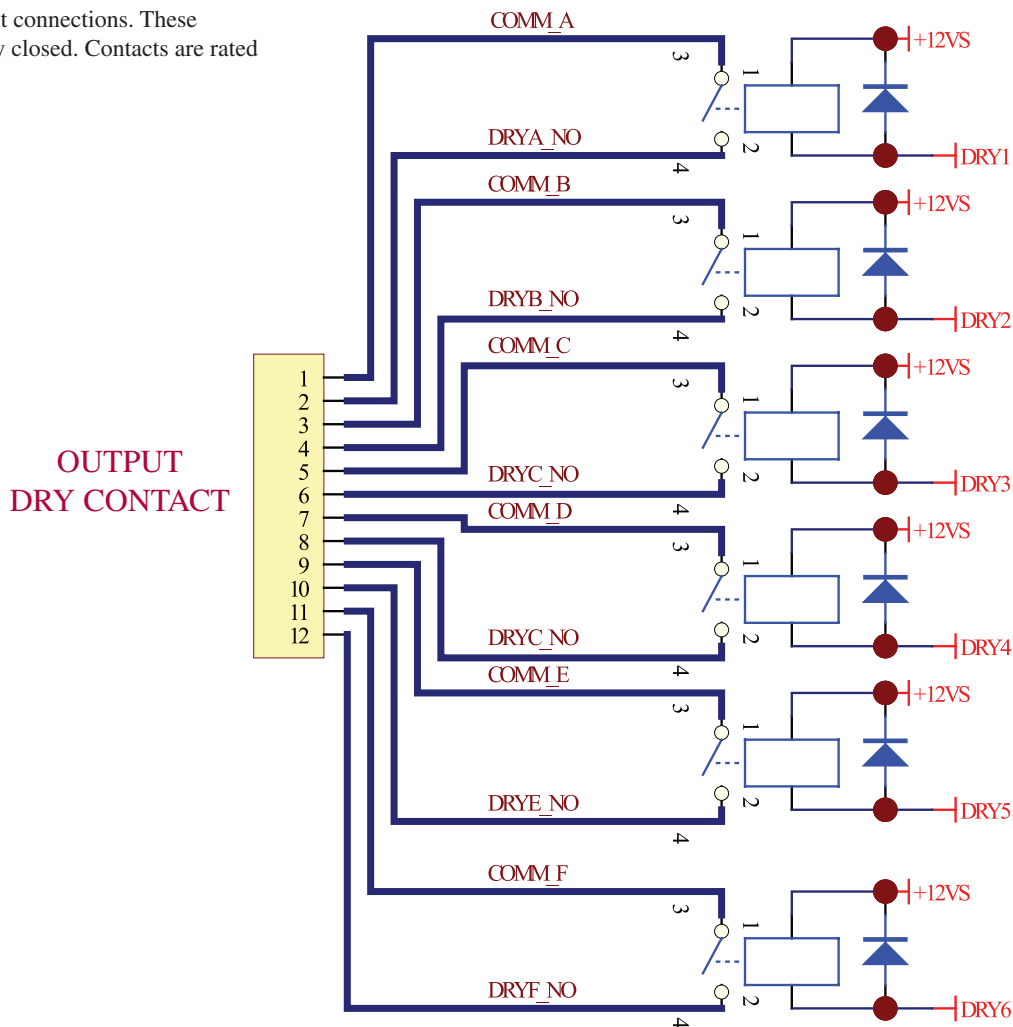 t connections. These
y closed. Contacts are rated
COMM_A
3
1
+12VS
DRYA_NO
4
2
DRY1
COMM_B
3
1
+12VS
DRYB_NO
4
2
DRY2
COMM_C
3
1
+12VS
DRYC_NO
4
2
DRY3
OUTPUT
DRY CONTACT
1
2
3
4
5
6
7
8
9
10
11
12
COMM_D
3
1
+12VS
DRYC_NO
4
2
DRY4
COMM_E
3
1
+12VS
DRYE_NO
4
2
DRY5
COMM_F
3
1
+12VS
DRYF_NO
4
2
DRY6